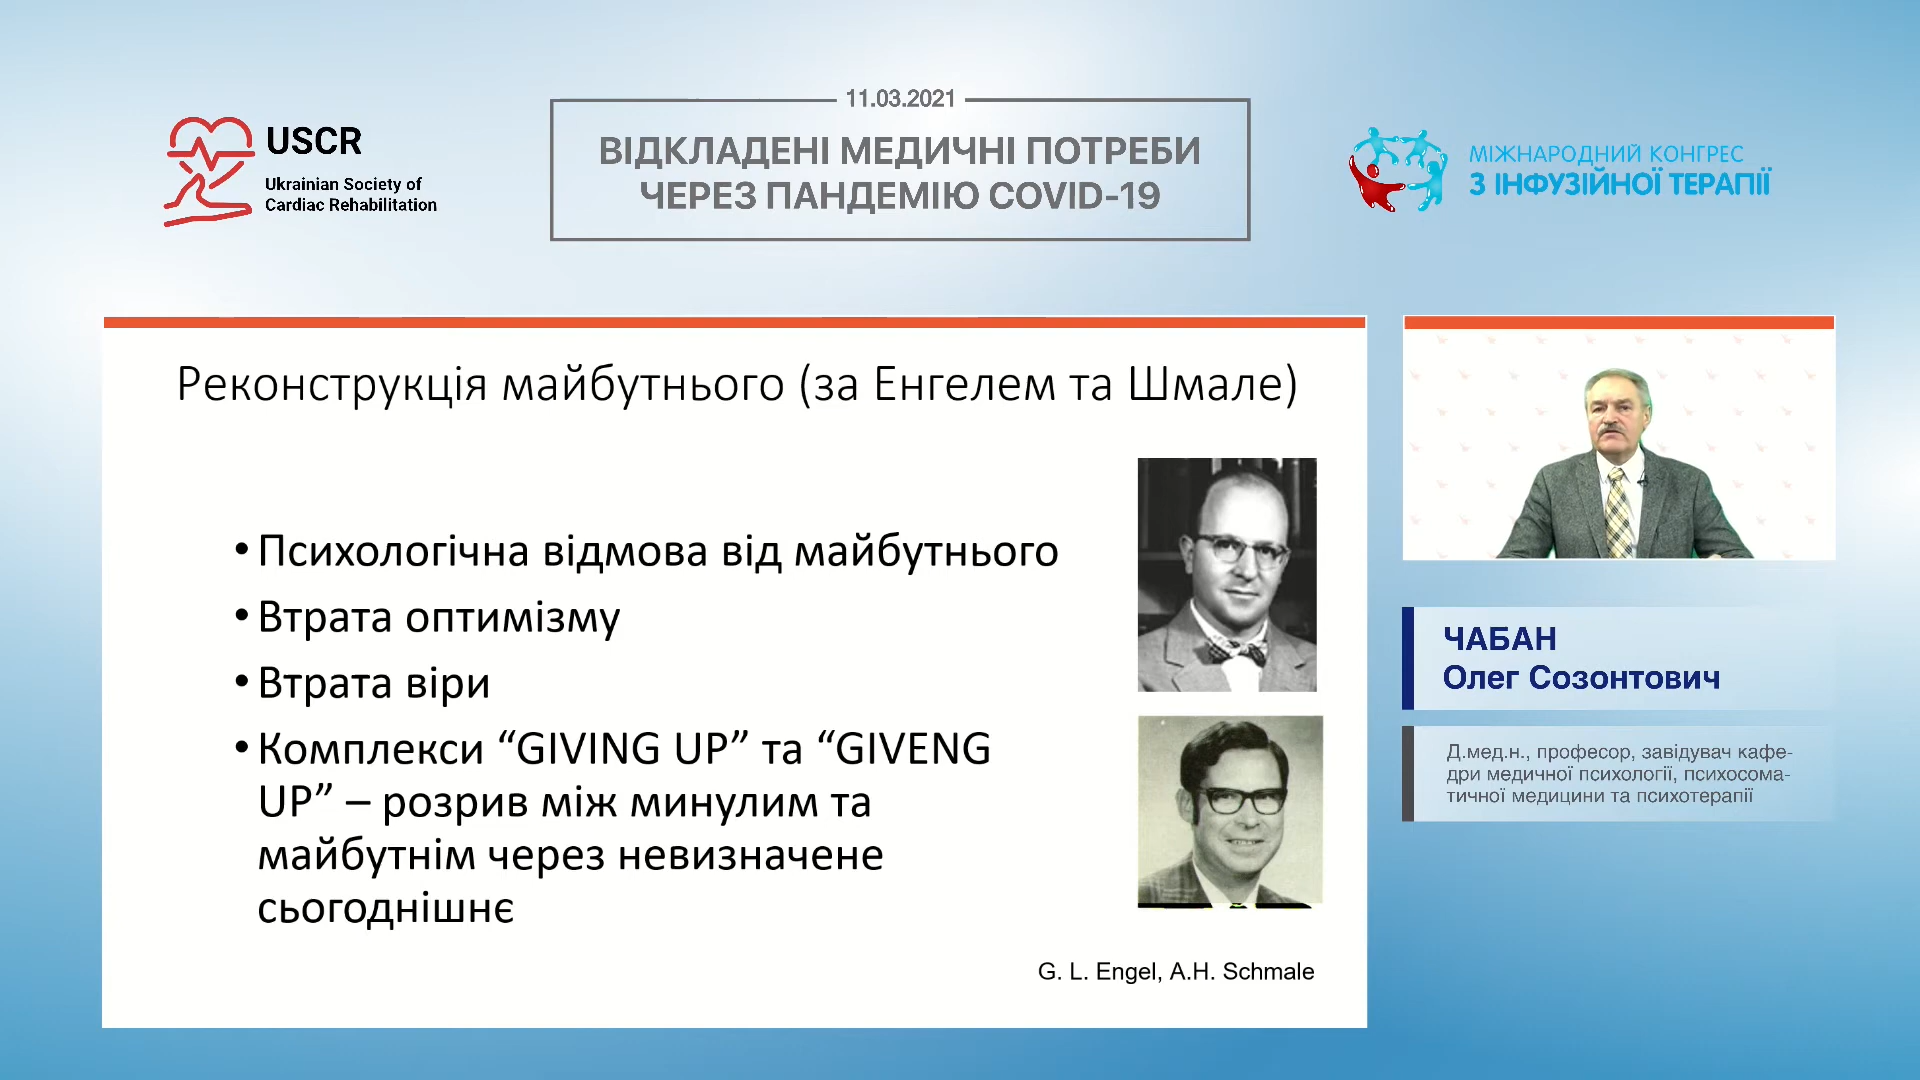 USCR
Ukrainian Society of
Cardiac Rehabilitation
11.03.2021
ВІДКЛАДЕНІ МЕДИЧНІ ПОТРЕБИ
ЧЕРЕЗ ПАНДЕМІЮ COVID-19
МІЖНАРОДНИЙ КОНГРЕС
З ІНФУЗІЙНОЇ ТЕРАПІЇ
Реконструкція майбутнього (за Енгелем та Шмале)
• Психологічна відмова від майбутнього
• Втрата оптимізму
• Втрата віри
• Комплекси “GIVING UP” та “GIVENG
UP” – розрив між минулим та
майбутнім через невизначене
сьогоднішнє
G. L. Engel, A.H. Schmale
ЧАБАН
Олег Созонтович
Д.мед.н., професор, завідувач кафе-
дри медичної психології, психосома-
тичної медицини та психотерапії